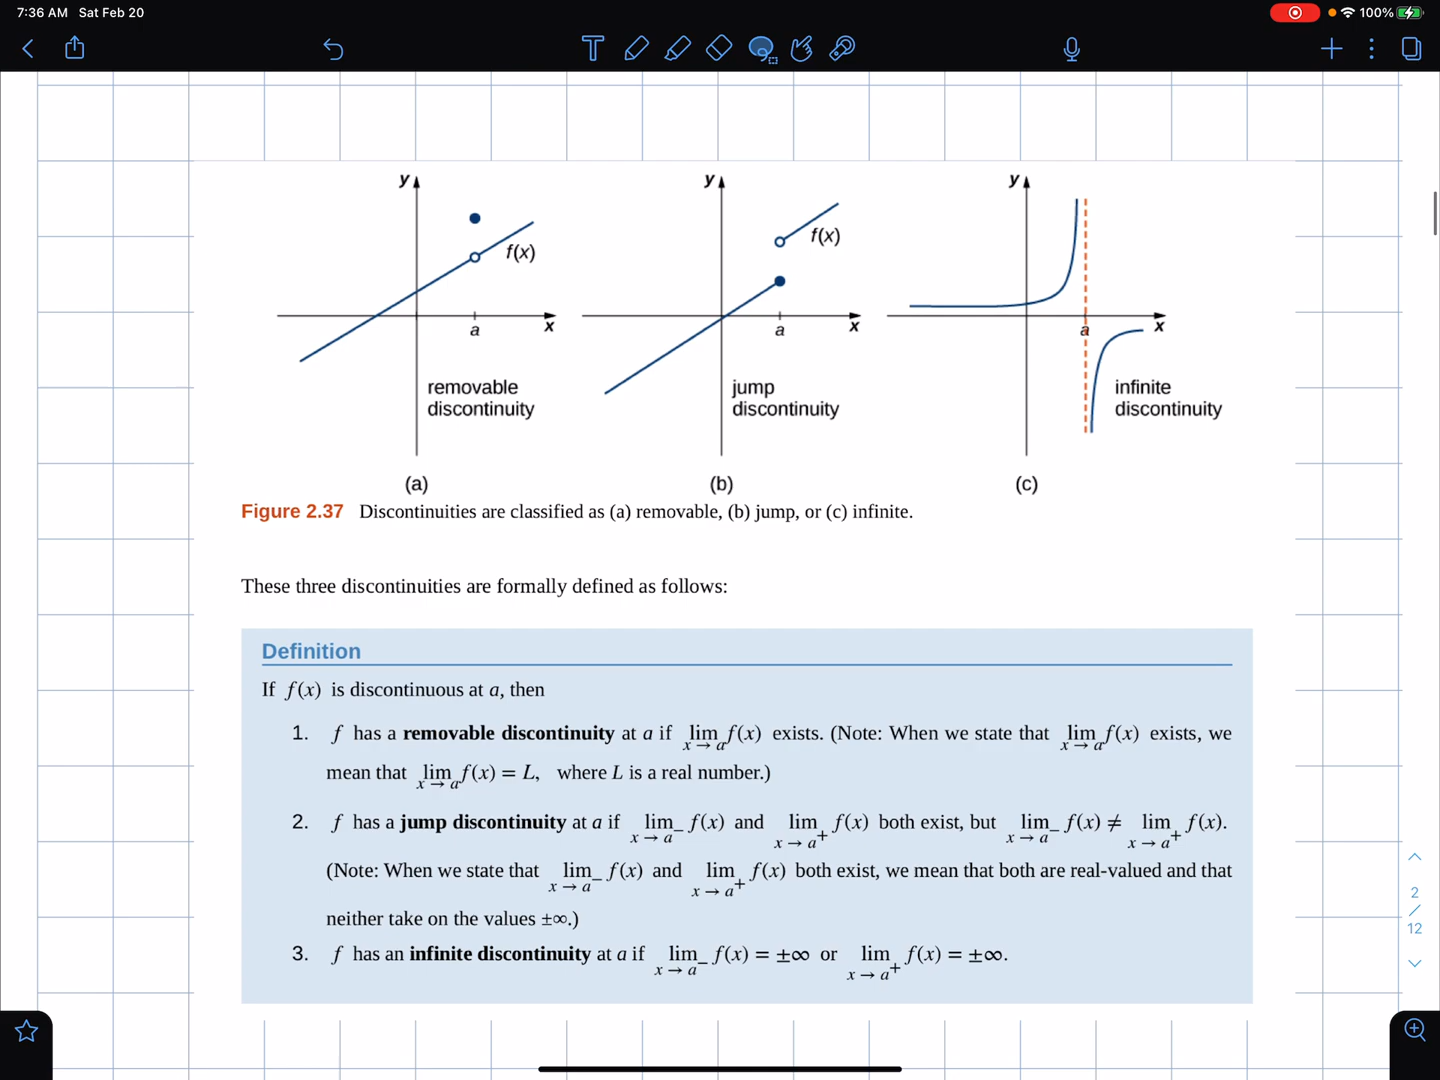 7:36 AM Sat Feb 20
100%
T
y
y
y
f(x)
f(x)
a
x
a
x
a
x
removable
discontinuity
jump
discontinuity
infinite
discontinuity
(a)
(b)
(c)
Figure 2.37 Discontinuities are classified as (a) removable, (b) jump, or (c) infinite.
These three discontinuities are formally defined as follows:
Definition
If f(x) is discontinuous at a, then
1. f has a removable discontinuity at a if lim x → a f(x) exists. (Note: When we state that lim x → a f(x) exists, we
mean that lim x → a f(x) = L, where L is a real number.)
2. f has a jump discontinuity at a if lim x → a⁻ f(x) and lim x → a⁺ f(x) both exist, but lim x → a⁻ f(x) ≠ lim x → a⁺ f(x).
(Note: When we state that lim x → a⁻ f(x) and lim x → a⁺ f(x) both exist, we mean that both are real-valued and that
neither take on the values ±∞.)
3. f has an infinite discontinuity at a if lim x → a⁻ f(x) = ±∞ or lim x → a⁺ f(x) = ±∞.
2
/
12